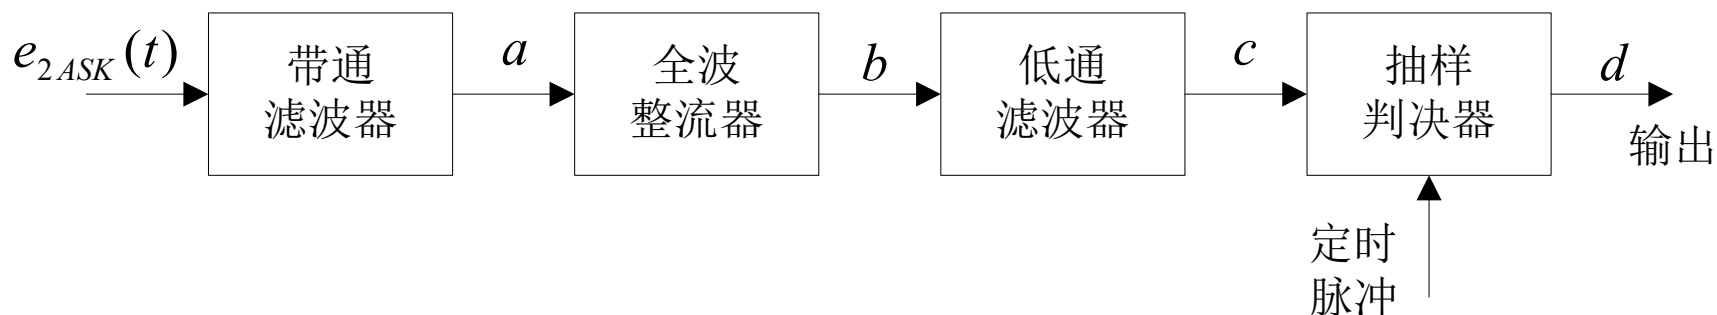 e2ASK(t)
带通
滤波器
a
全波
整流器
b
低通
滤波器
c
抽样
判决器
d
输出
定时
脉冲